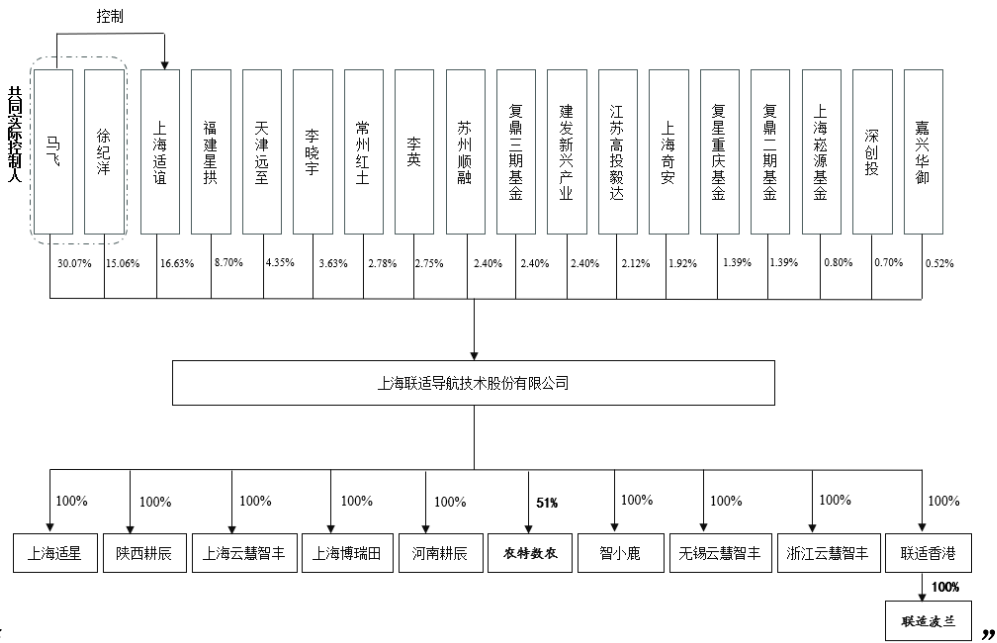 控制
共同实际控制人
马飞
徐纪洋
上海适谊
福建星拱
天津远至
李晓宇
常州红土
李英
苏州顺融
复鼎三期基金
建发新兴产业
江苏高投毅达
上海奇安
复星重庆基金
复鼎二期基金
上海崧源基金
深创投
嘉兴华御
30.07%
15.06%
16.63%
8.70%
4.35%
3.63%
2.78%
2.75%
2.40%
2.40%
2.40%
2.12%
1.92%
1.39%
1.39%
0.80%
0.70%
0.52%
上海联适导航技术股份有限公司
100%
100%
100%
100%
100%
51%
100%
100%
100%
100%
上海适星
陕西耕辰
上海云慧智丰
上海博瑞田
河南耕辰
农特数农
智小鹿
无锡云慧智丰
浙江云慧智丰
联适香港
100%
联适波兰
”